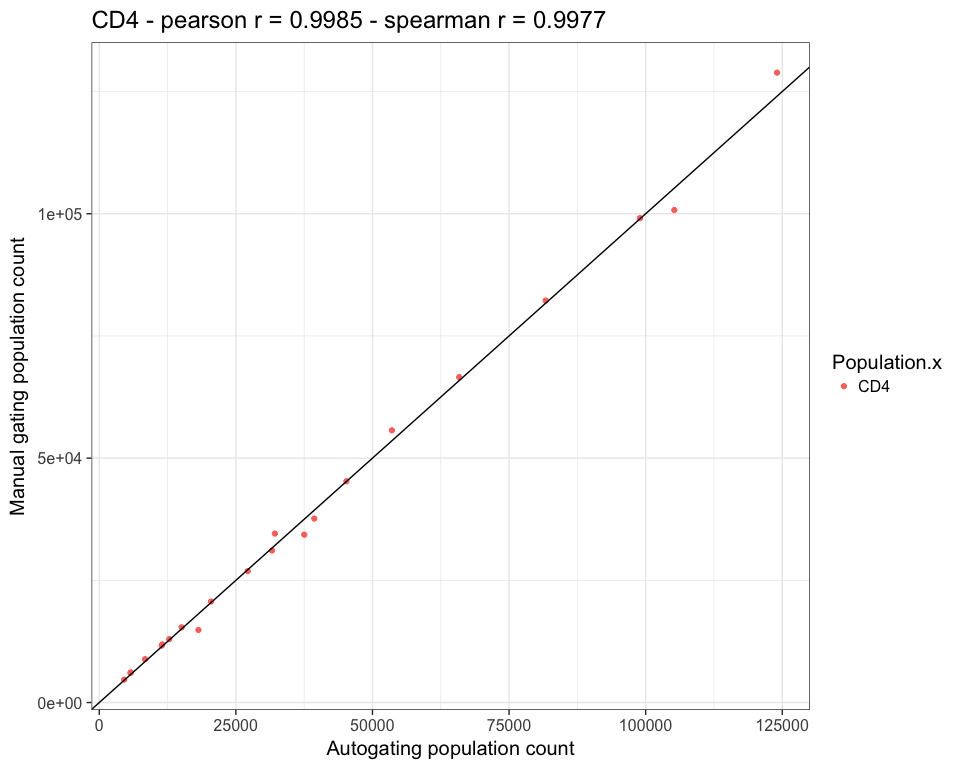 CD4 - pearson r = 0.9985 - spearman r = 0.9977
Manual gating population count
1e+05
5e+04
0e+00
0 25000 50000 75000 100000 125000
Autogating population count
Population.x
CD4